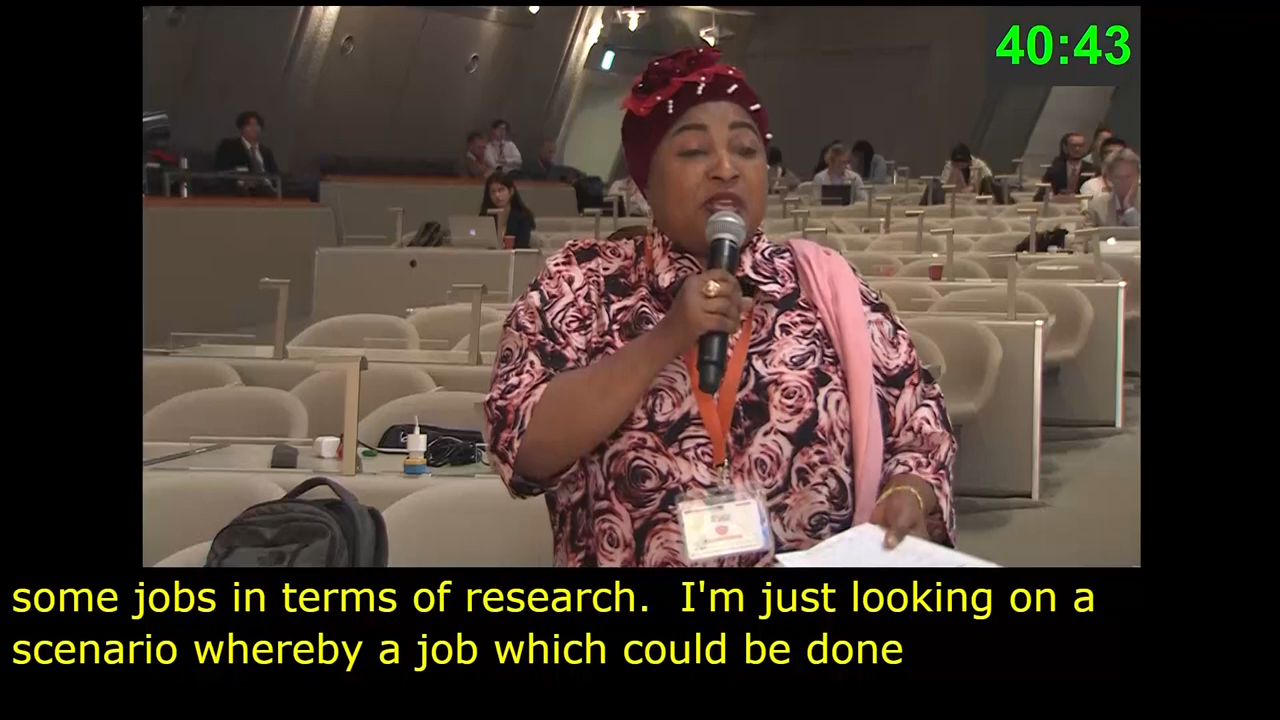 40:43
some jobs in terms of research.  I'm just looking on a
scenario whereby a job which could be done